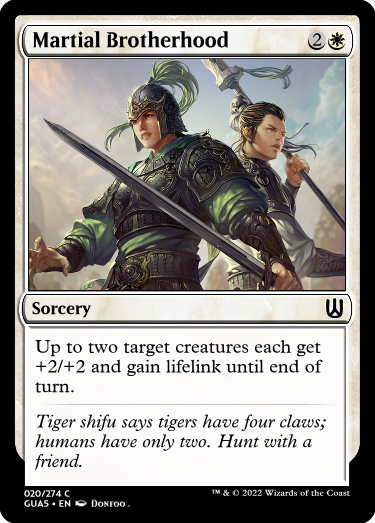 Martial Brotherhood 2
Sorcery
Up to two target creatures each get
+2/+2 and gain lifelink until end of
turn.
Tiger shifu says tigers have four claws;
humans have only two. Hunt with a
friend.
020/274 C
GUA5 • EN Donfoo .
™ & © 2022 Wizards of the Coast